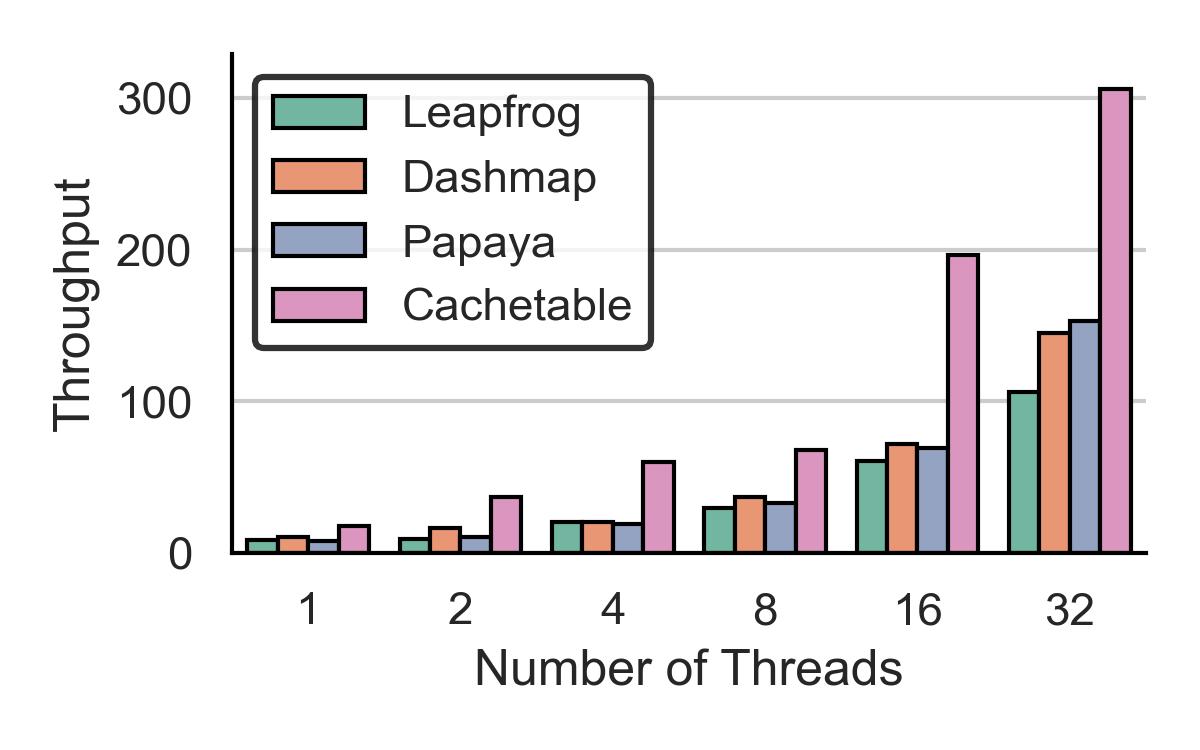 Throughput
300
200
100
0
Leapfrog
Dashmap
Papaya
Cachetable
1 2 4 8 16 32
Number of Threads